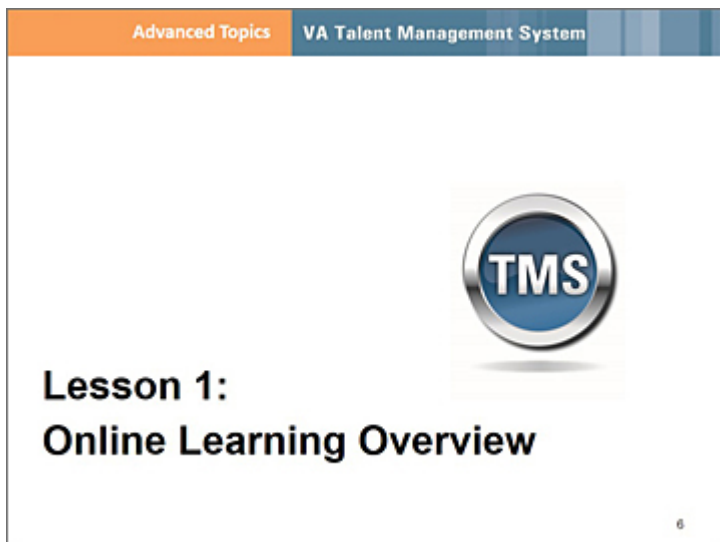 Advanced Topics VA Talent Management System
TMS
Lesson 1:
Online Learning Overview
6